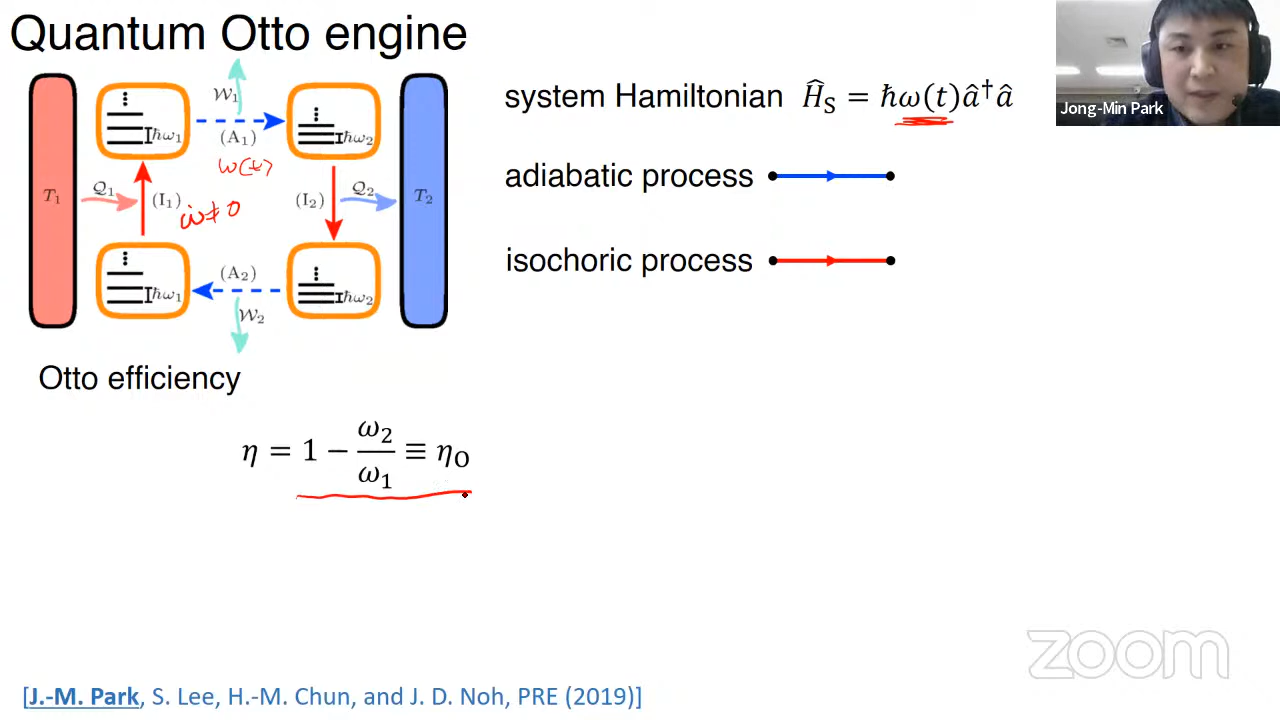 Quantum Otto engine
system Hamiltonian Ĥ_S = ħω(t)â†â
Jong-Min Park
adiabatic process
isochoric process
𝒲₁
ħω₁ (A₁) ħω₂
ω(t)
T₁ 𝒬₁ (I₁) (I₂) 𝒬₂ T₂
ħω₁ (A₂) ħω₂
𝒲₂
Otto efficiency
η = 1 − ω₂/ω₁ ≡ η_O
zoom
[J.-M. Park, S. Lee, H.-M. Chun, and J. D. Noh, PRE (2019)]